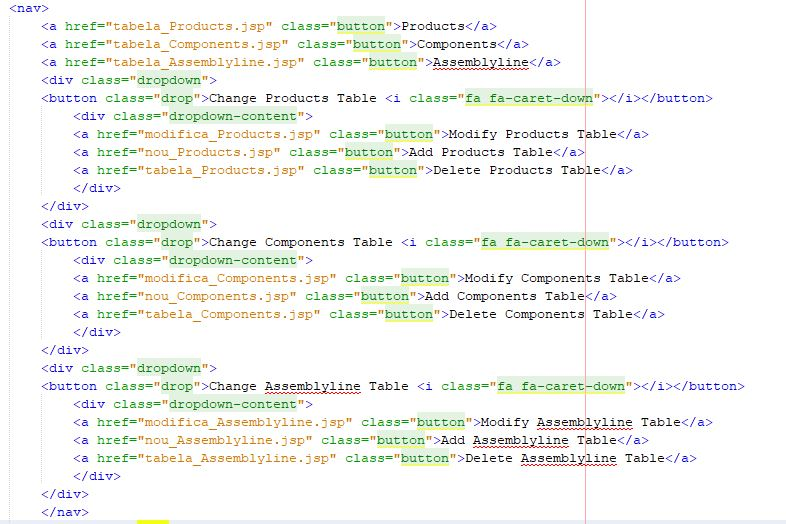 <nav>
<a href="tabela_Products.jsp" class="button">Products</a>
<a href="tabela_Components.jsp" class="button">Components</a>
<a href="tabela_Assemblyline.jsp" class="button">Assemblyline</a>
<div class="dropdown">
<button class="drop">Change Products Table <i class="fa fa-caret-down"></i></button>
<div class="dropdown-content">
<a href="modifica_Products.jsp" class="button">Modify Products Table</a>
<a href="nou_Products.jsp" class="button">Add Products Table</a>
<a href="tabela_Products.jsp" class="button">Delete Products Table</a>
</div>
</div>
<div class="dropdown">
<button class="drop">Change Components Table <i class="fa fa-caret-down"></i></button>
<div class="dropdown-content">
<a href="modifica_Components.jsp" class="button">Modify Components Table</a>
<a href="nou_Components.jsp" class="button">Add Components Table</a>
<a href="tabela_Components.jsp" class="button">Delete Components Table</a>
</div>
</div>
<div class="dropdown">
<button class="drop">Change Assemblyline Table <i class="fa fa-caret-down"></i></button>
<div class="dropdown-content">
<a href="modifica_Assemblyline.jsp" class="button">Modify Assemblyline Table</a>
<a href="nou_Assemblyline.jsp" class="button">Add Assemblyline Table</a>
<a href="tabela_Assemblyline.jsp" class="button">Delete Assemblyline Table</a>
</div>
</div>
</nav>